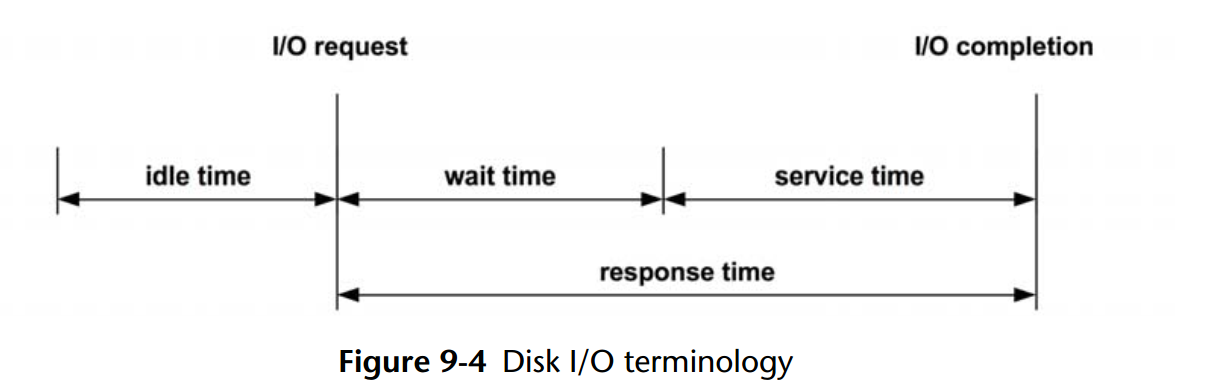 I/O request I/O completion
idle time wait time service time
response time
Figure 9-4 Disk I/O terminology